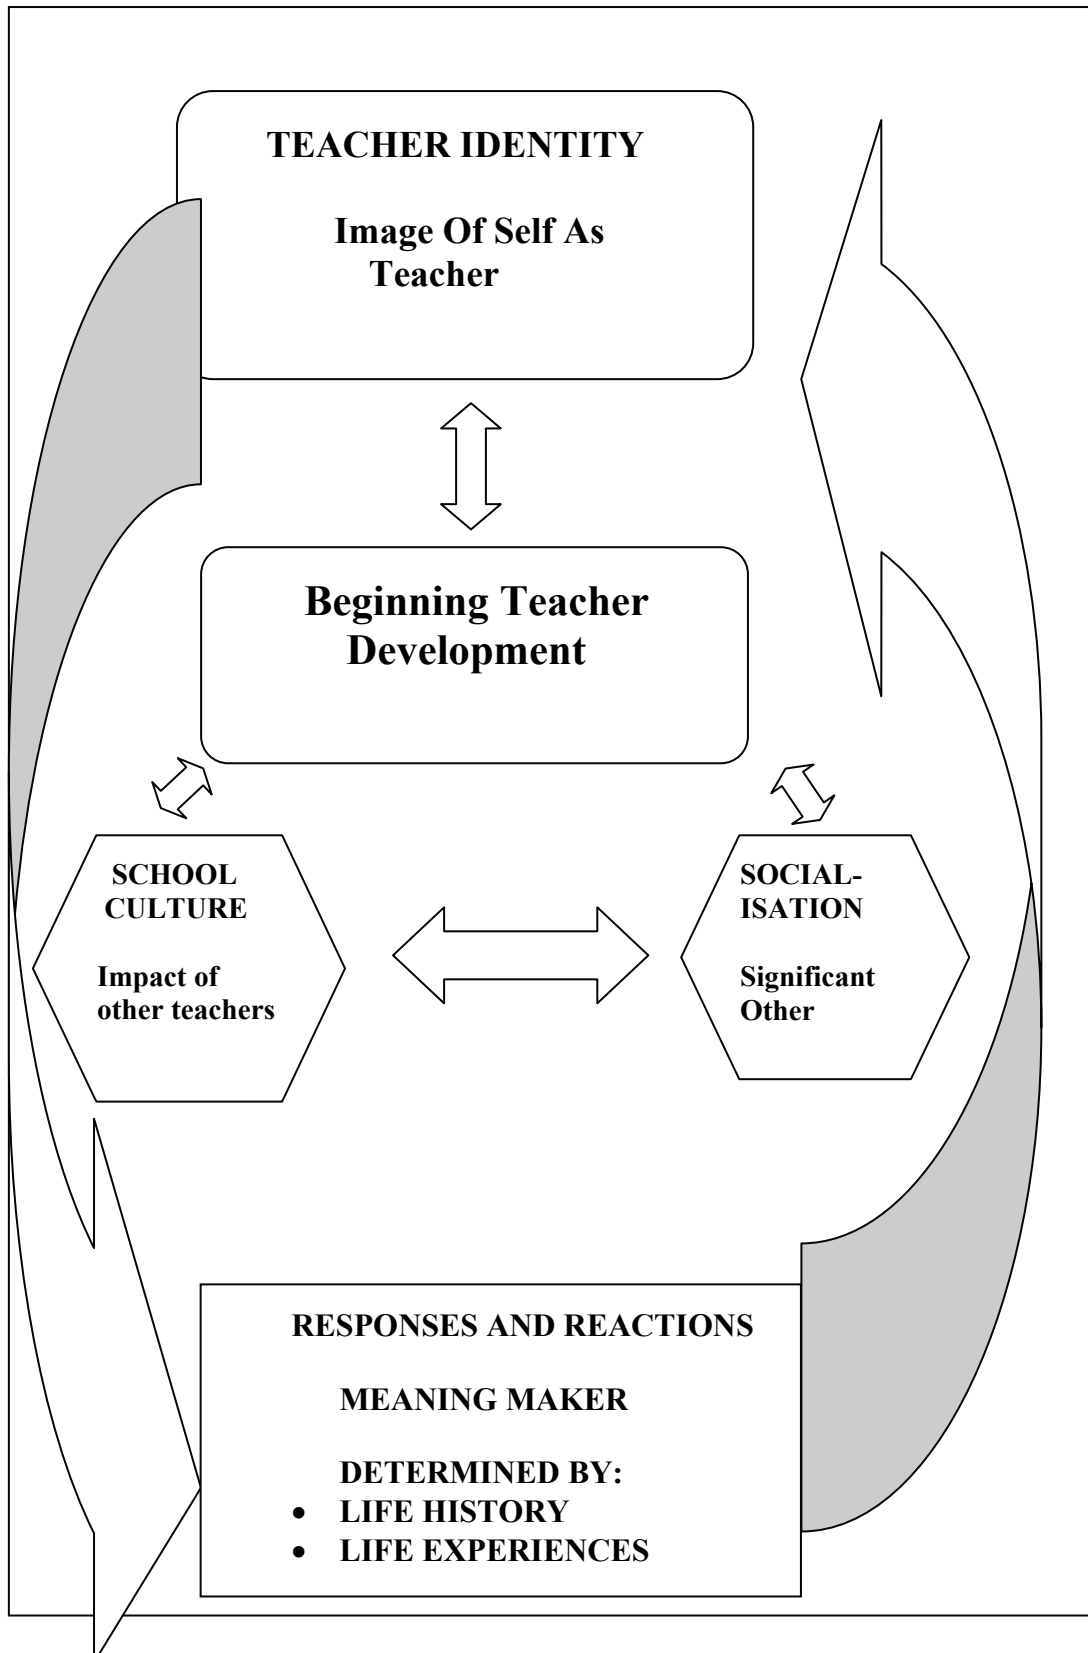 TEACHER IDENTITY
Image Of Self As
Teacher
Beginning Teacher
Development
SCHOOL
CULTURE
Impact of
other teachers
SOCIAL-
ISATION
Significant
Other
RESPONSES AND REACTIONS
MEANING MAKER
DETERMINED BY:
• LIFE HISTORY
• LIFE EXPERIENCES